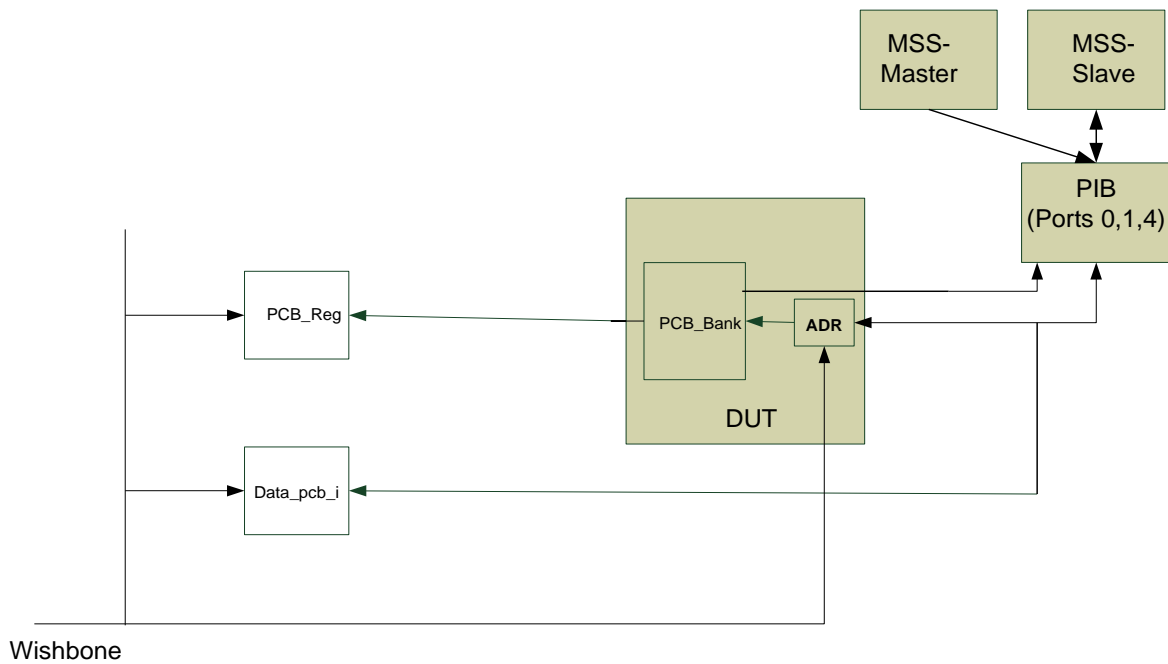 MSS-
Master
MSS-
Slave
PIB
(Ports 0,1,4)
PCB_Reg
PCB_Bank
ADR
DUT
Data_pcb_i
Wishbone